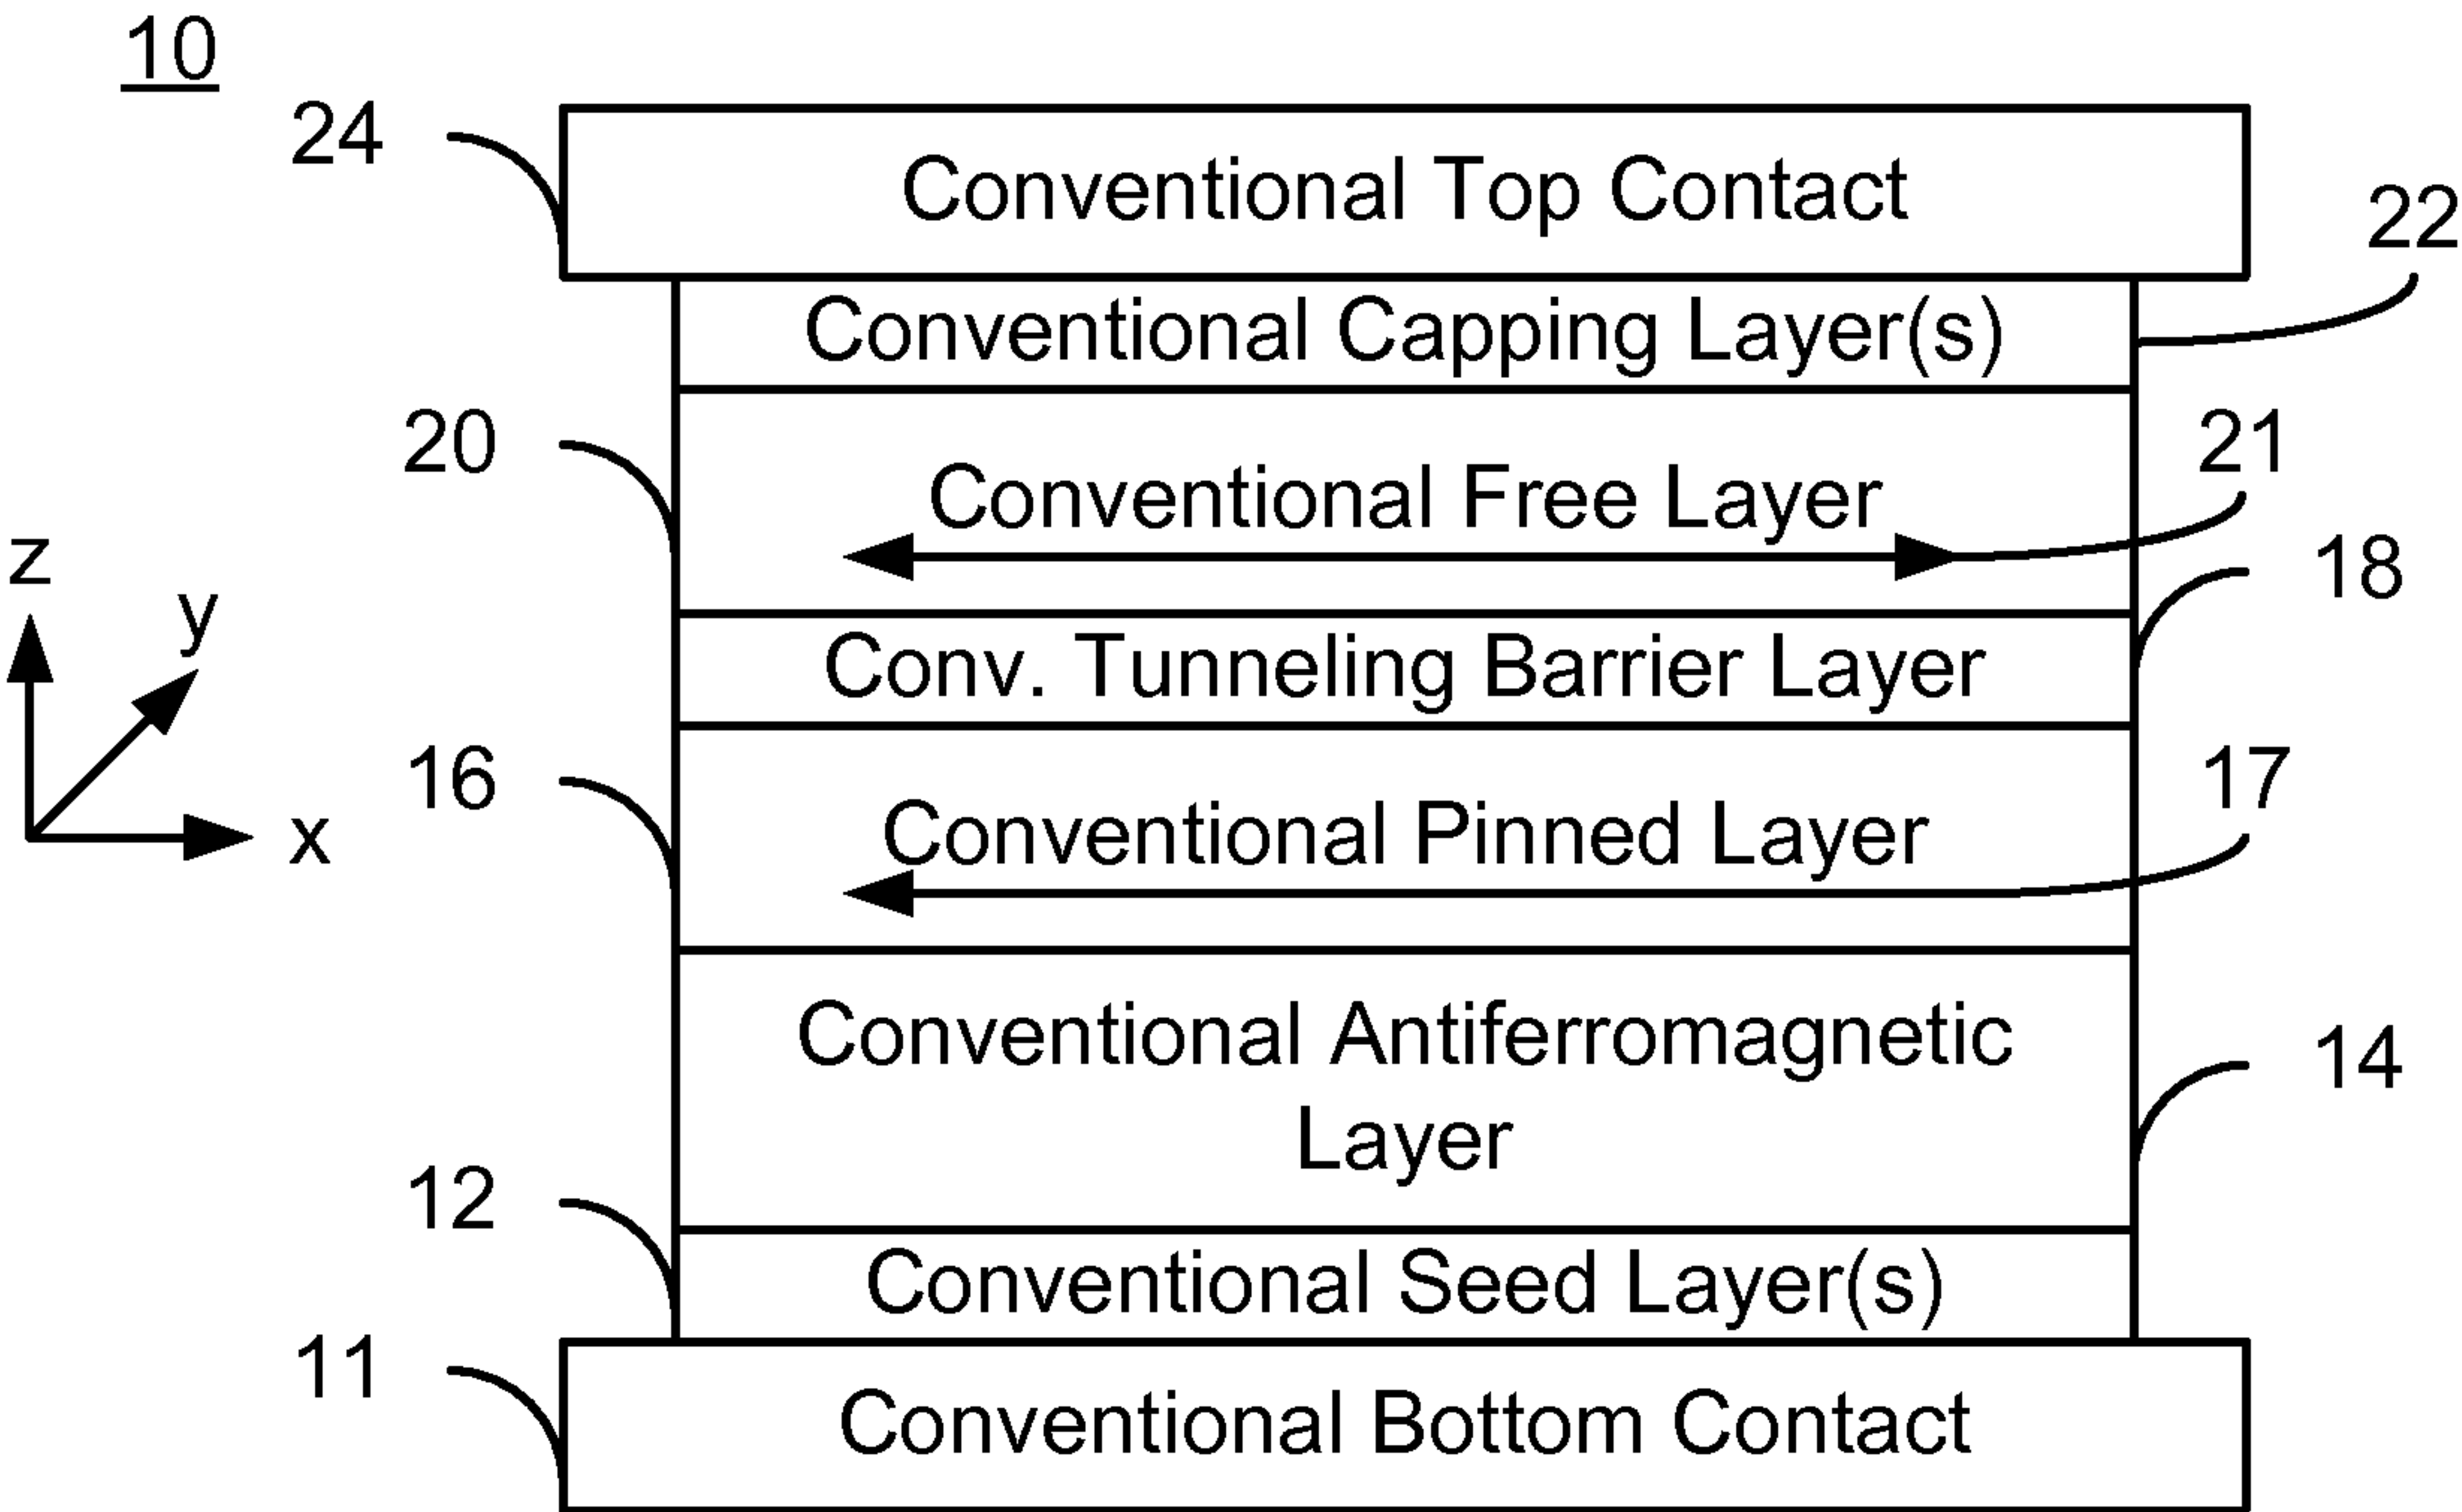 10
24
Conventional Top Contact
22
Conventional Capping Layer(s)
20
Conventional Free Layer
21
z
y
x
18
Conv. Tunneling Barrier Layer
16
Conventional Pinned Layer
17
Conventional Antiferromagnetic
Layer
14
12
Conventional Seed Layer(s)
11
Conventional Bottom Contact